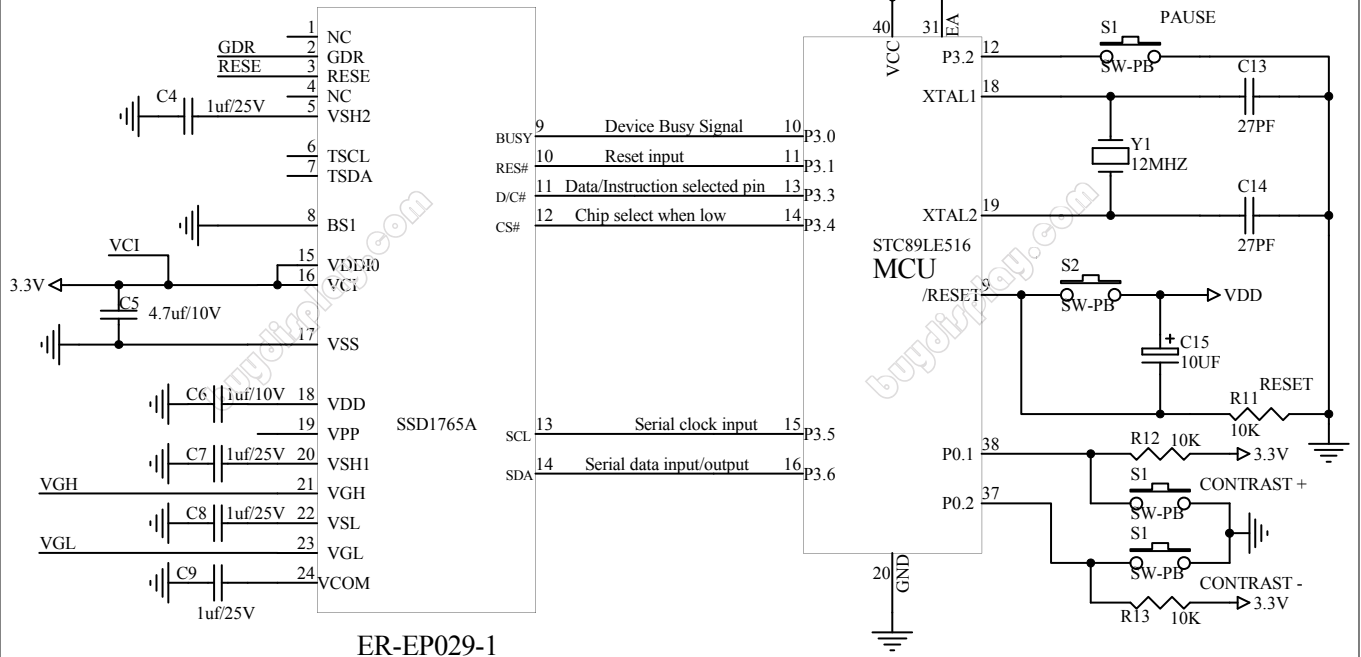 1 NC
GDR 2 GDR
RESE 3 RESE
4 NC
C4 1uf/25V 5 VSH2
6 TSCL
7 TSDA
8 BS1
VCI
15 VDDI0
3.3V 16 VCI
C5 4.7uf/10V
17 VSS
C6 1uf/10V 18 VDD
19 VPP
C7 1uf/25V 20 VSH1
VGH 21 VGH
C8 1uf/25V 22 VSL
VGL 23 VGL
C9 24 VCOM
1uf/25V
SSD1765A
ER-EP029-1
BUSY 9 Device Busy Signal 10 P3.0
RES# 10 Reset input 11 P3.1
D/C# 11 Data/Instruction selected pin 13 P3.3
CS# 12 Chip select when low 14 P3.4
SCL 13 Serial clock input 15 P3.5
SDA 14 Serial data input/output 16 P3.6
40 VCC
31 EA
P3.2 12
S1 PAUSE
SW-PB
XTAL1 18
C13
27PF
Y1
12MHZ
XTAL2 19
C14
27PF
STC89LE516
MCU
/RESET 9
S2
SW-PB
VDD
C15
10UF
+
RESET
R11
10K
P0.1 38
R12 10K 3.3V
S1 CONTRAST +
SW-PB
P0.2 37
S1
SW-PB
CONTRAST -
R13 10K 3.3V
20 GND
buydisplay.com
buydisplay.com